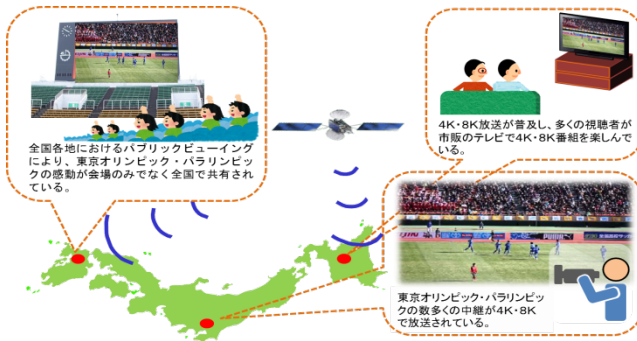 全国各地におけるパブリックビューイング
により、東京オリンピック・パラリンピッ
クの感動が会場のみでなく全国で共有され
ている。
4K・8K放送が普及し、多くの視聴者が
市販のテレビで4K・8K番組を楽しんで
いる。
東京オリンピック・パラリンピッ
クの数多くの中継が4K・8K
で放送されている。